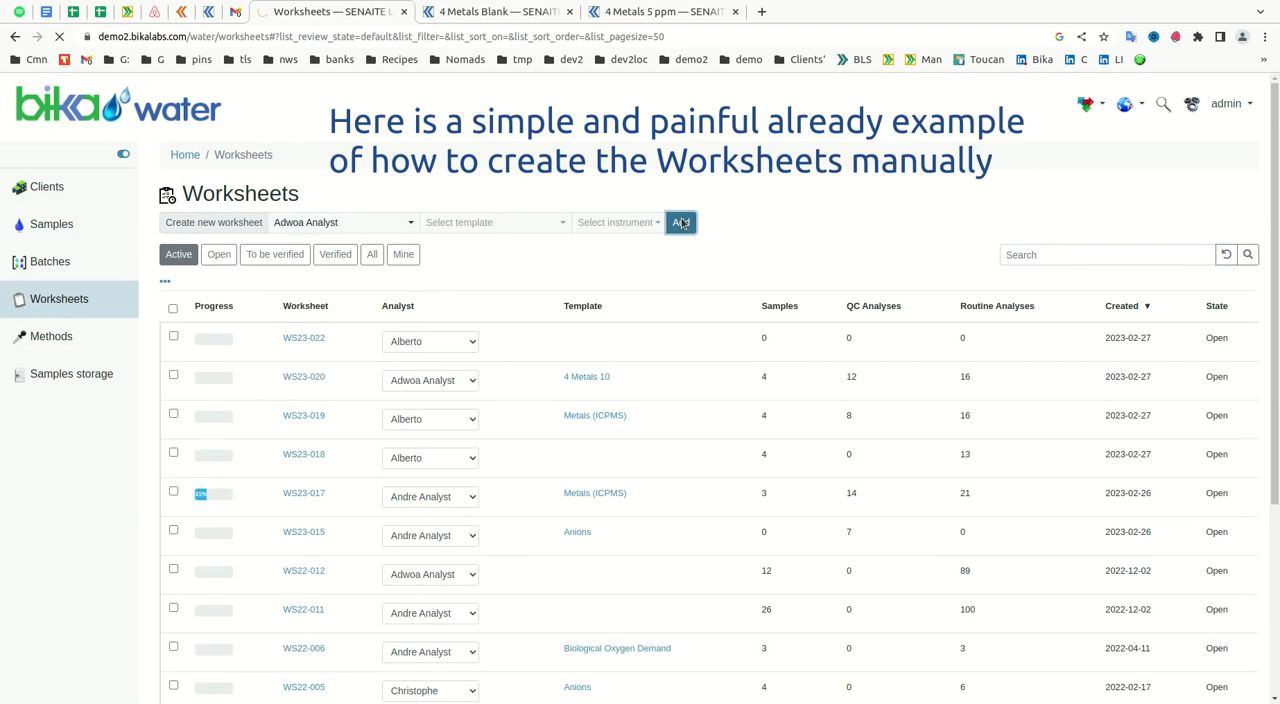 Worksheets — SENAITE L
4 Metals Blank — SENAIT
4 Metals 5 ppm — SENAIT
demo2.bikalabs.com/water/worksheets#?list_review_state=default&list_filter=&list_sort_on=&list_sort_order=&list_pagesize=50
Cmn G: G pins tls nws banks Recipes Nomads tmp dev2 dev2loc demo2 demo Clients' BLS Man Toucan Bika C LI »
bika water
Here is a simple and painful already example
of how to create the Worksheets manually
admin
Home / Worksheets
Clients
Samples
Batches
Worksheets
Methods
Samples storage
Worksheets
Create new worksheet Adwoa Analyst Select template Select instrument Add
Active Open To be verified Verified All Mine Search
•••
Progress Worksheet Analyst Template Samples QC Analyses Routine Analyses Created ▼ State
WS23-022 Alberto 0 0 0 2023-02-27 Open
WS23-020 Adwoa Analyst 4 Metals 10 4 12 16 2023-02-27 Open
WS23-019 Alberto Metals (ICPMS) 4 8 16 2023-02-27 Open
WS23-018 Alberto 4 0 13 2023-02-27 Open
31% WS23-017 Andre Analyst Metals (ICPMS) 3 14 21 2023-02-26 Open
WS23-015 Andre Analyst Anions 0 7 0 2023-02-26 Open
WS22-012 Adwoa Analyst 12 0 89 2022-12-02 Open
WS22-011 Andre Analyst 26 0 100 2022-12-02 Open
WS22-006 Andre Analyst Biological Oxygen Demand 3 0 3 2022-04-11 Open
WS22-005 Christophe Anions 4 0 6 2022-02-17 Open